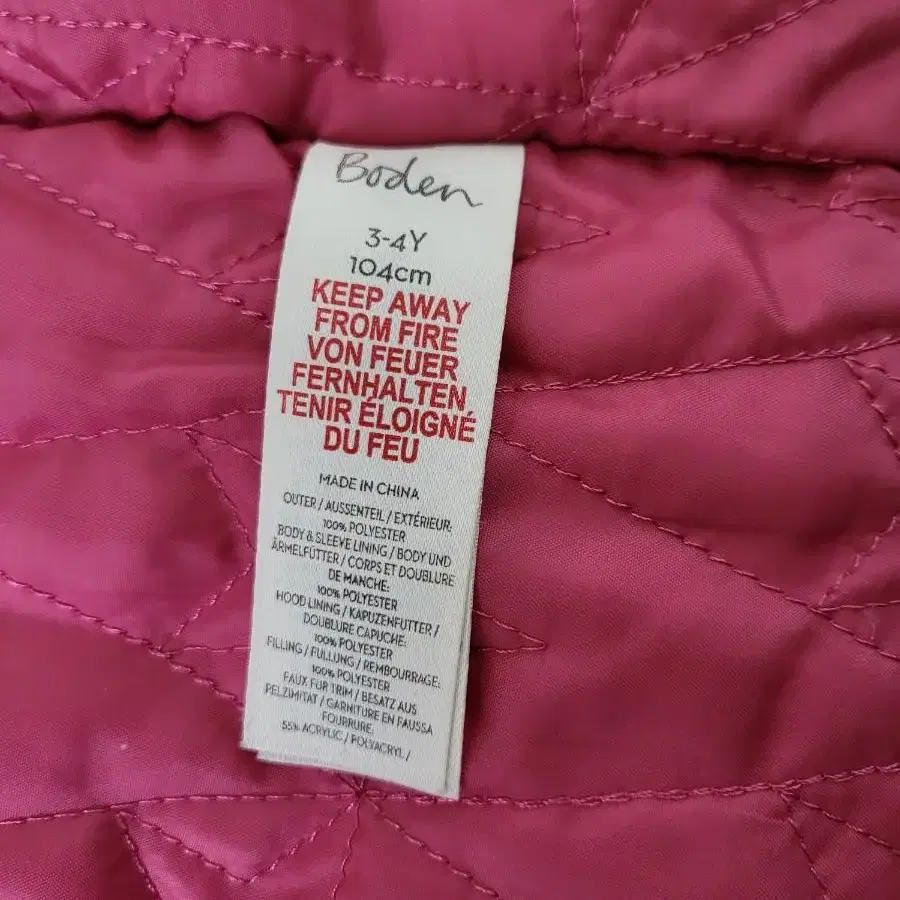 Boden
3-4Y
104cm
KEEP AWAY
FROM FIRE
VON FEUER
FERNHALTEN
TENIR ÉLOIGNÉ
DU FEU
MADE IN CHINA
OUTER / AUSSENTEIL / EXTÉRIEUR:
100% POLYESTER
BODY & SLEEVE LINING / BODY UND
ÄRMELFÜTTER / CORPS ET DOUBLURE
DE MANCHE:
100% POLYESTER
HOOD LINING / KAPUZENFUTTER /
DOUBLURE CAPUCHE:
100% POLYESTER
FILLING / FÜLLUNG / REMBOURRAGE:
100% POLYESTER
FAUX FUR TRIM / BESATZ AUS
PELZIMITAT / GARNITURE EN FAUSSA
FOURRURE:
55% ACRYLIC / POLYACRYL /